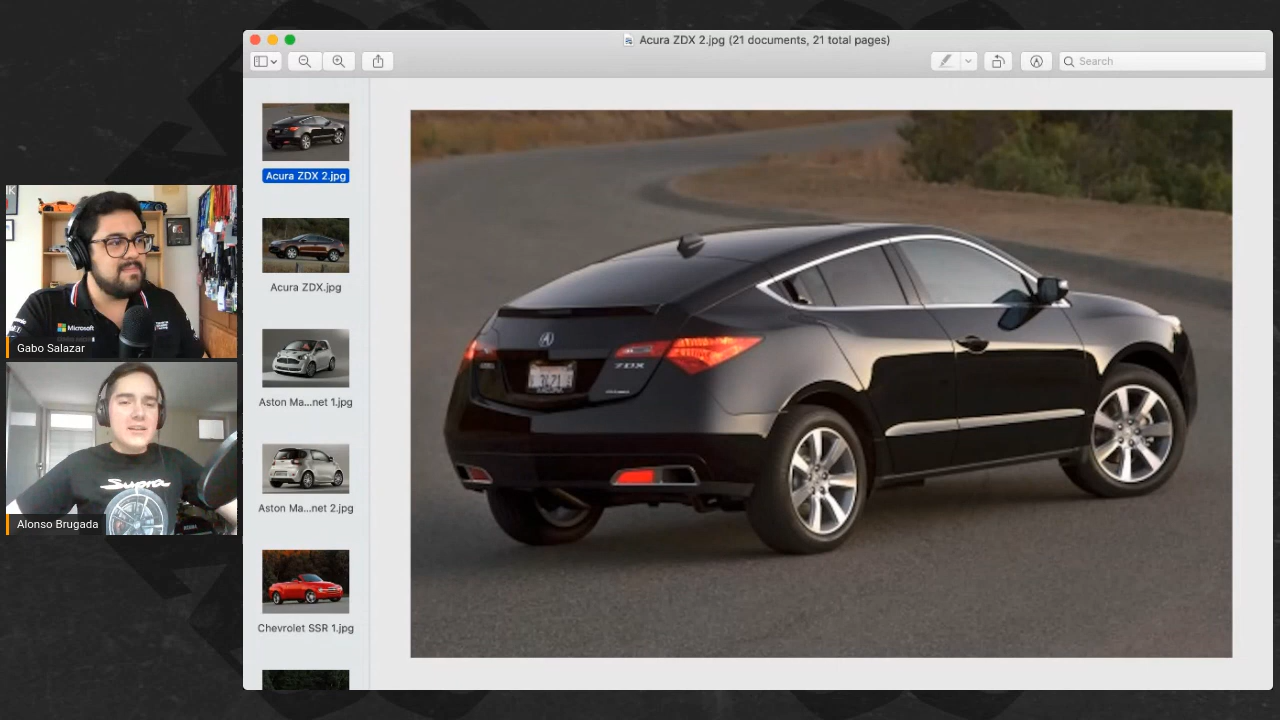 Acura ZDX 2.jpg (21 documents, 21 total pages)
Search
Acura ZDX 2.jpg
Acura ZDX.jpg
Aston Ma...net 1.jpg
Aston Ma...net 2.jpg
Chevrolet SSR 1.jpg
Microsoft
Gabo Salazar
Supra
Alonso Brugada
ZDX
3L21